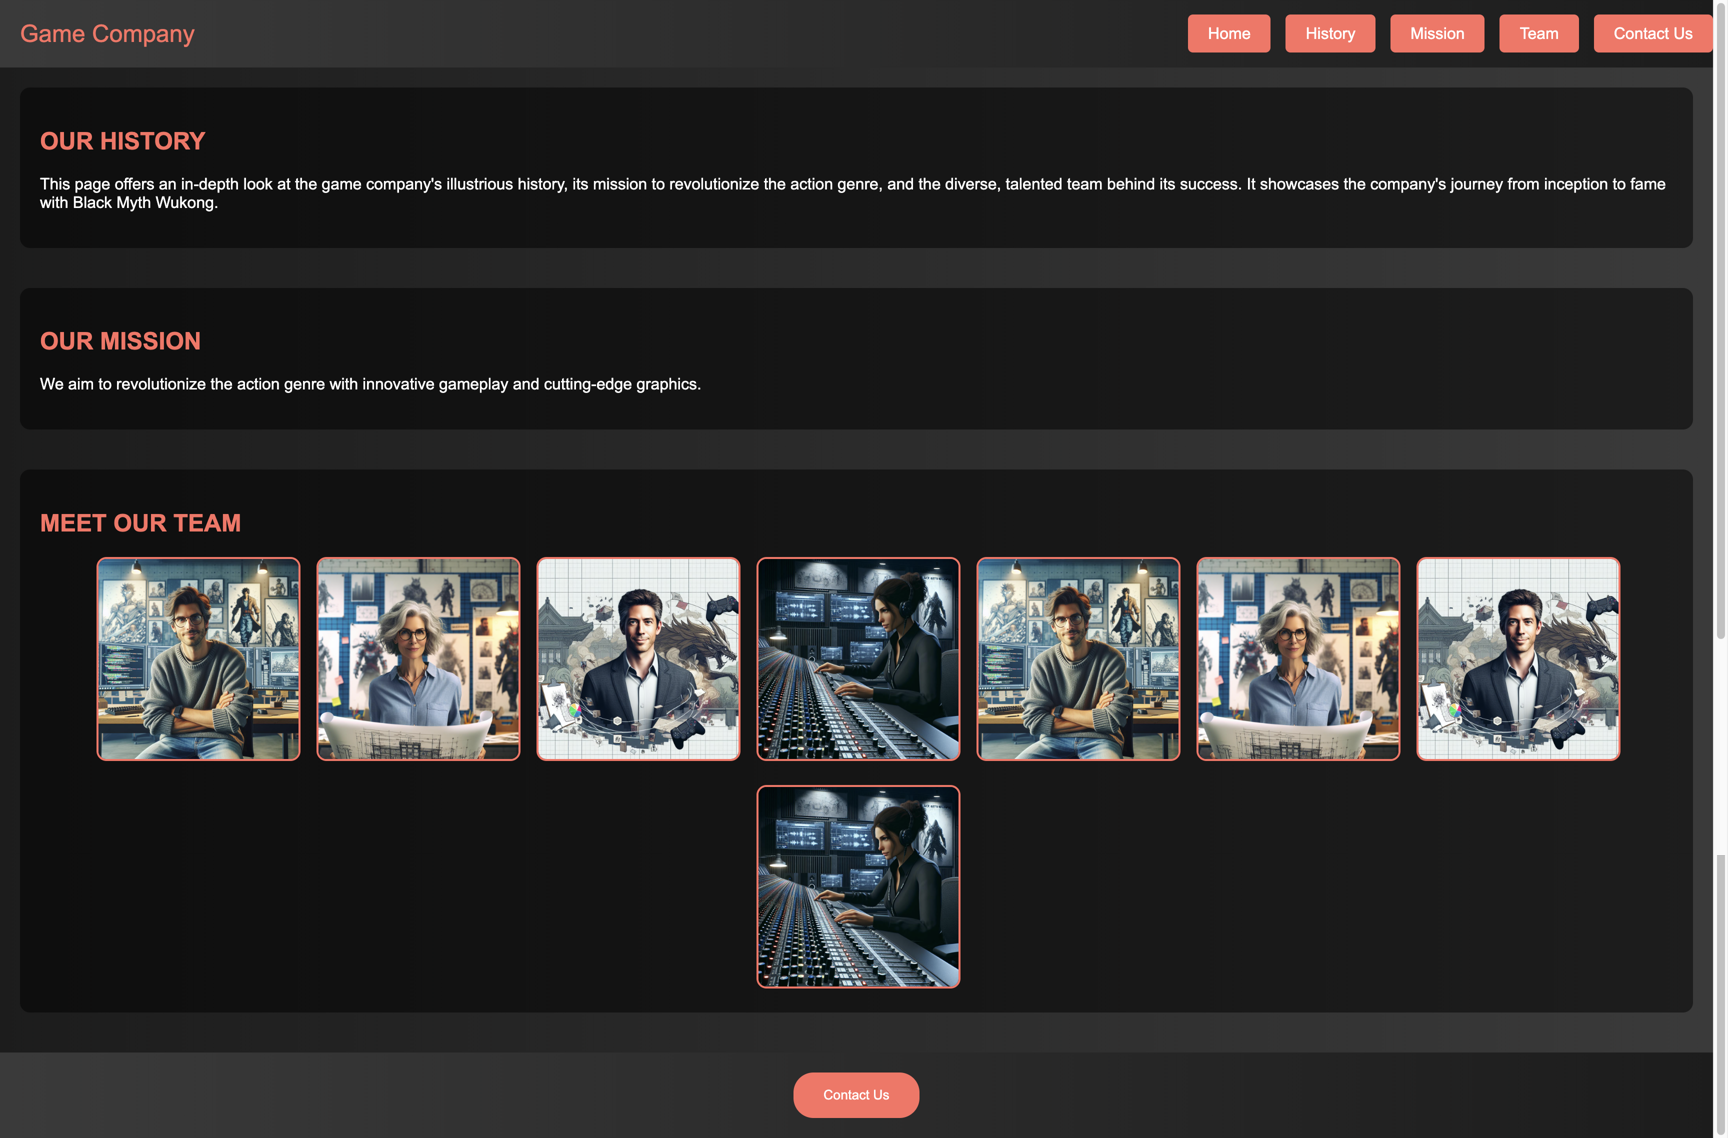 Game Company
Home
History
Mission
Team
Contact Us
OUR HISTORY
This page offers an in-depth look at the game company's illustrious history, its mission to revolutionize the action genre, and the diverse, talented team behind its success. It showcases the company's journey from inception to fame
with Black Myth Wukong.
OUR MISSION
We aim to revolutionize the action genre with innovative gameplay and cutting-edge graphics.
MEET OUR TEAM
Contact Us